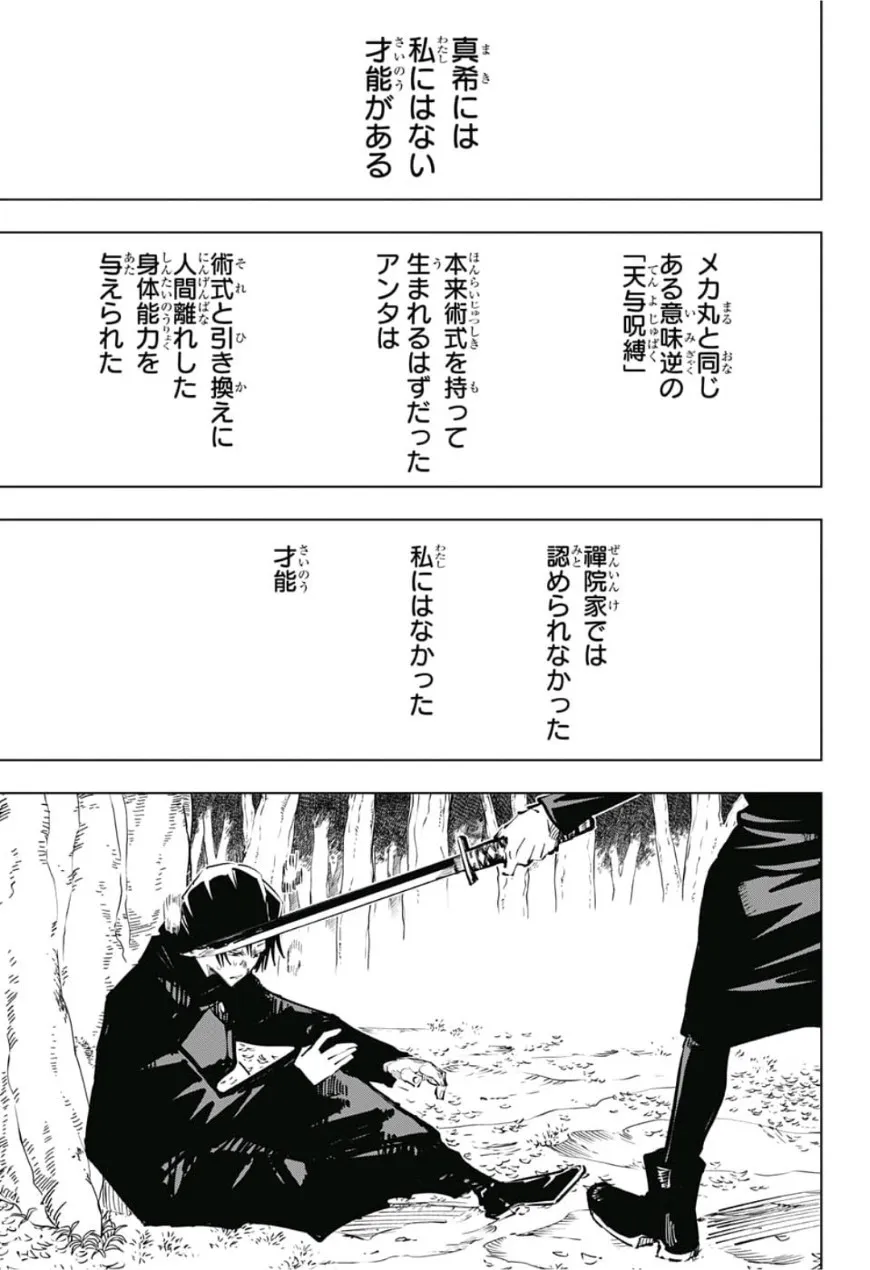 真希には
私にはない
才能がある
メカ丸と同じ
ある意味逆の
「天与呪縛」
本来術式を持って
生まれるはずだった
アンタは
術式と引き換えに
人間離れした
身体能力を
与えられた
禪院家では
認められなかった
私にはなかった
才能